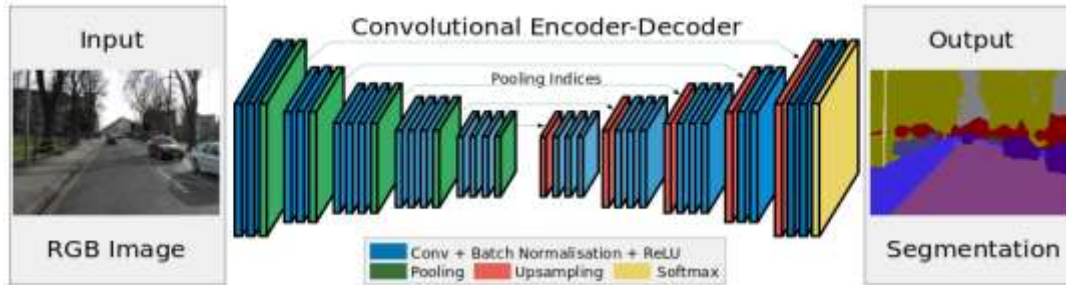 Input
RGB Image
Convolutional Encoder-Decoder
Pooling Indices
Conv + Batch Normalisation + ReLU
Pooling Upsampling Softmax
Output
Segmentation